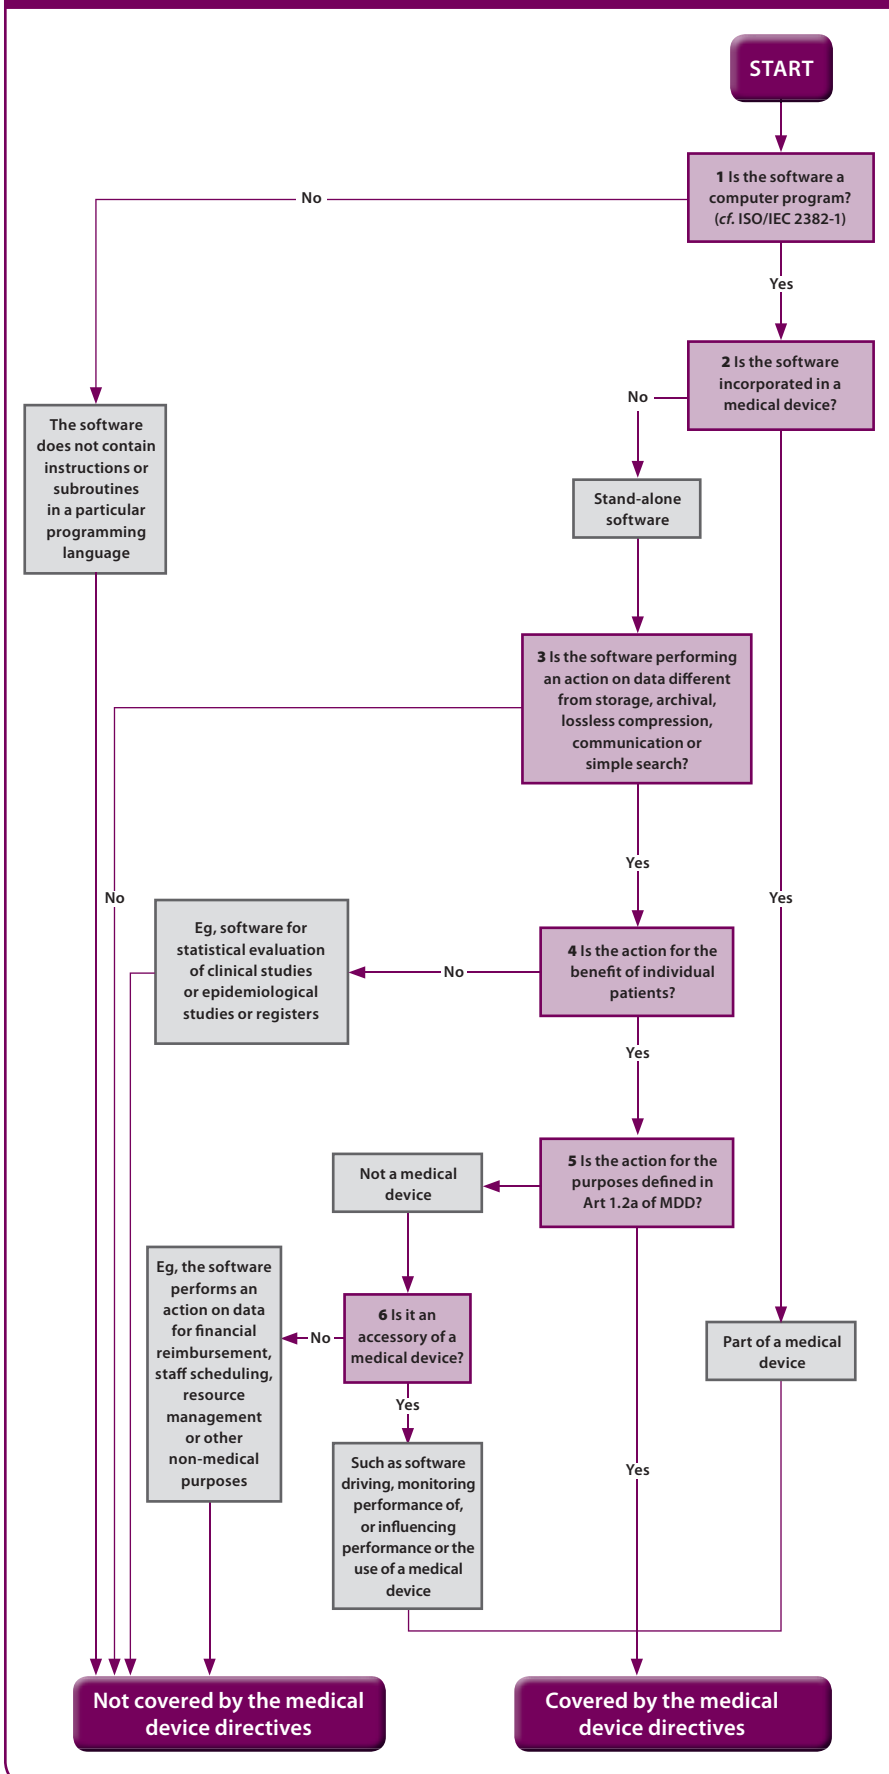 START
1 Is the software a
computer program?
(cf. ISO/IEC 2382-1)
No
Yes
2 Is the software
incorporated in a
medical device?
No
The software
does not contain
instructions or
subroutines
in a particular
programming
language
Stand-alone
software
3 Is the software performing
an action on data different
from storage, archival,
lossless compression,
communication or
simple search?
Yes
No
Yes
Eg, software for
statistical evaluation
of clinical studies
or epidemiological
studies or registers
No
4 Is the action for the
benefit of individual
patients?
Yes
Not a medical
device
5 Is the action for the
purposes defined in
Art 1.2a of MDD?
Eg, the software
performs an
action on data
for financial
reimbursement,
staff scheduling,
resource
management
or other
non-medical
purposes
No
6 Is it an
accessory of a
medical device?
Part of a medical
device
Yes
Such as software
driving, monitoring
performance of,
or influencing
performance or the
use of a medical
device
Yes
Not covered by the medical
device directives
Covered by the medical
device directives